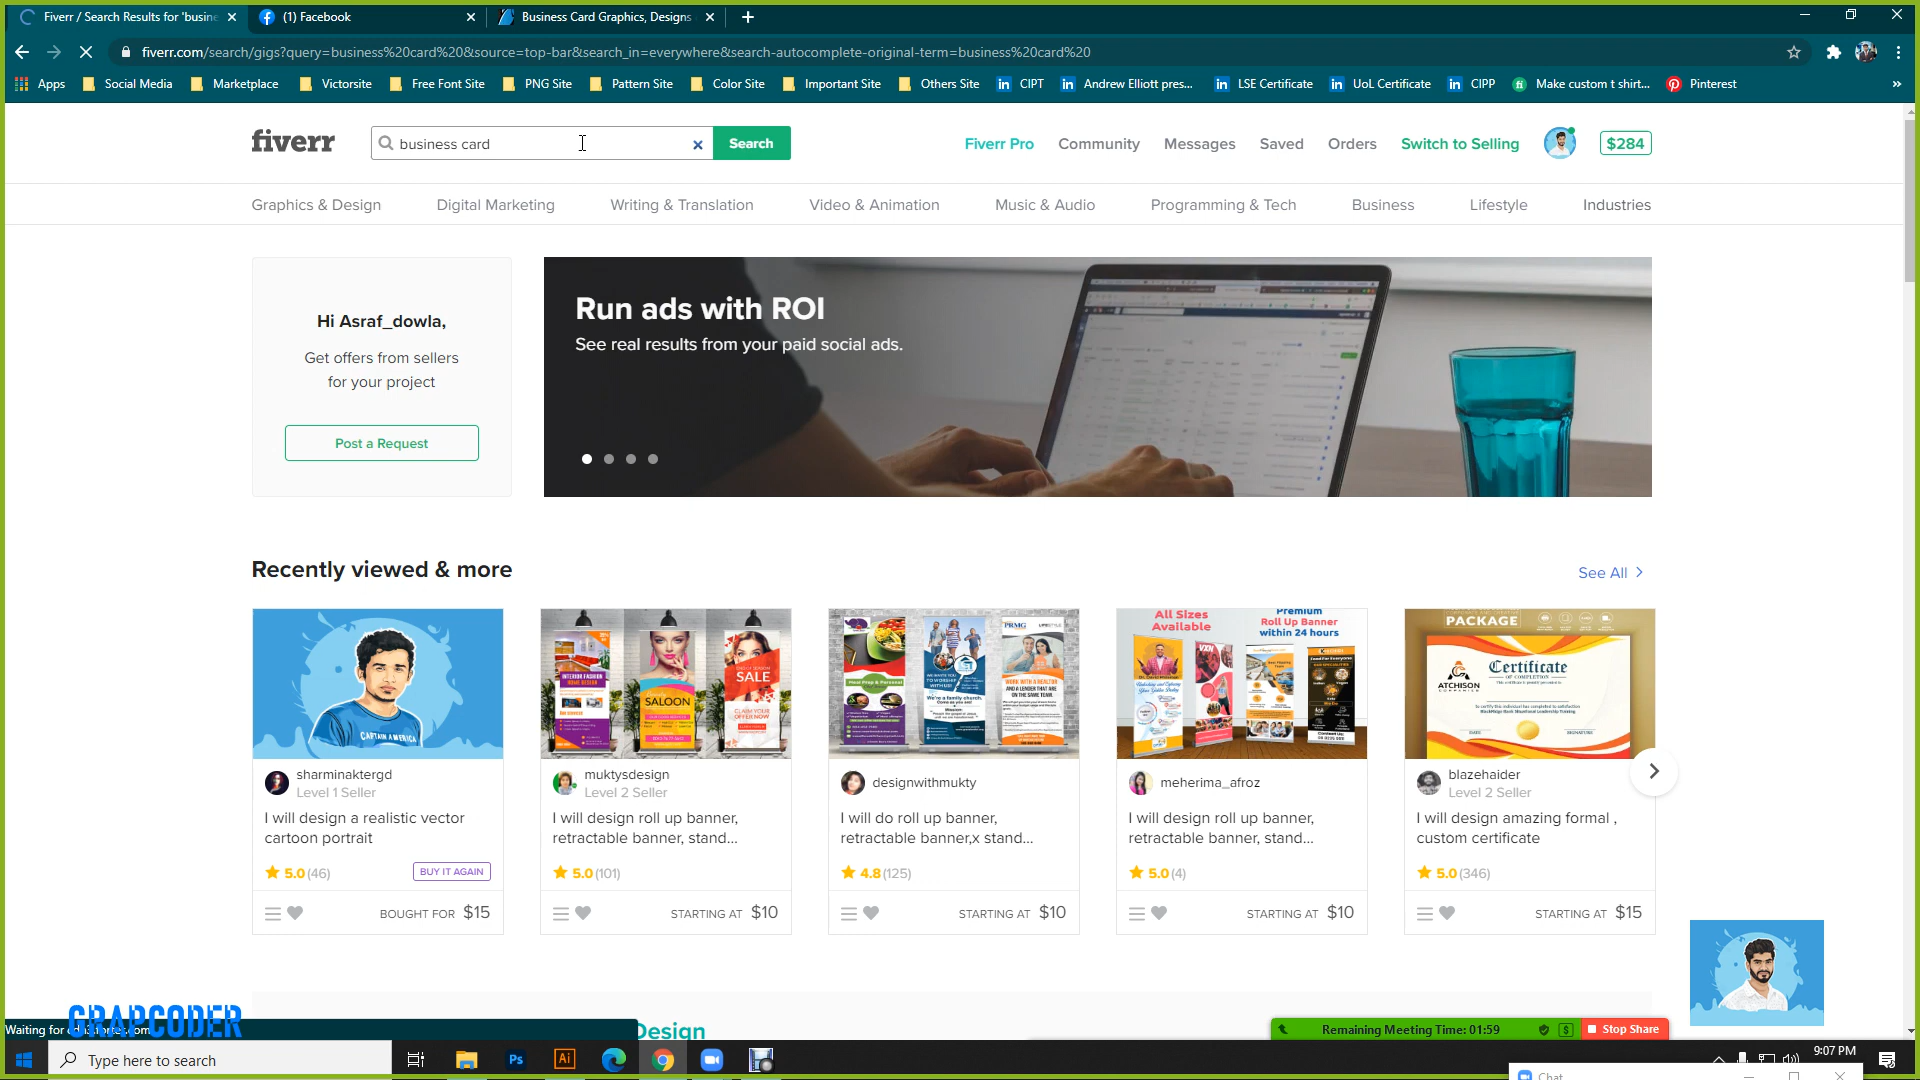 Fiverr / Search Results for 'busine
(1) Facebook
Business Card Graphics, Designs
fiverr.com/search/gigs?query=business%20card%20&source=top-bar&search_in=everywhere&search-autocomplete-original-term=business%20card%20
Apps
Social Media
Marketplace
Victorsite
Free Font Site
PNG Site
Pattern Site
Color Site
Important Site
Others Site
CIPT
Andrew Elliott pres...
LSE Certificate
UoL Certificate
CIPP
Make custom t shirt...
Pinterest
fiverr
business card
Search
Fiverr Pro
Community
Messages
Saved
Orders
Switch to Selling
$284
Graphics & Design
Digital Marketing
Writing & Translation
Video & Animation
Music & Audio
Programming & Tech
Business
Lifestyle
Industries
Hi Asraf_dowla,
Get offers from sellers
for your project
Post a Request
Run ads with ROI
See real results from your paid social ads.
Recently viewed & more
See All
CAPTAIN AMERICA
SALOON
SALE
PRMG
All Sizes
Available
Premium
Roll Up Banner
within 24 hours
PACKAGE
Certificate
OF COMPLETION
ATCHISON
sharminaktergd
Level 1 Seller
I will design a realistic vector
cartoon portrait
5.0 (46)
BUY IT AGAIN
BOUGHT FOR $15
muktysdesign
Level 2 Seller
I will design roll up banner,
retractable banner, stand...
5.0 (101)
STARTING AT $10
designwithmukty
I will do roll up banner,
retractable banner,x stand...
4.8 (125)
STARTING AT $10
meherima_afroz
I will design roll up banner,
retractable banner, stand...
5.0 (4)
STARTING AT $10
blazehaider
Level 2 Seller
I will design amazing formal ,
custom certificate
5.0 (346)
STARTING AT $15
GRAPCODER
Waiting for
Design
Remaining Meeting Time: 01:59
Stop Share
Type here to search
Ps
Ai
9:07 PM
Chat